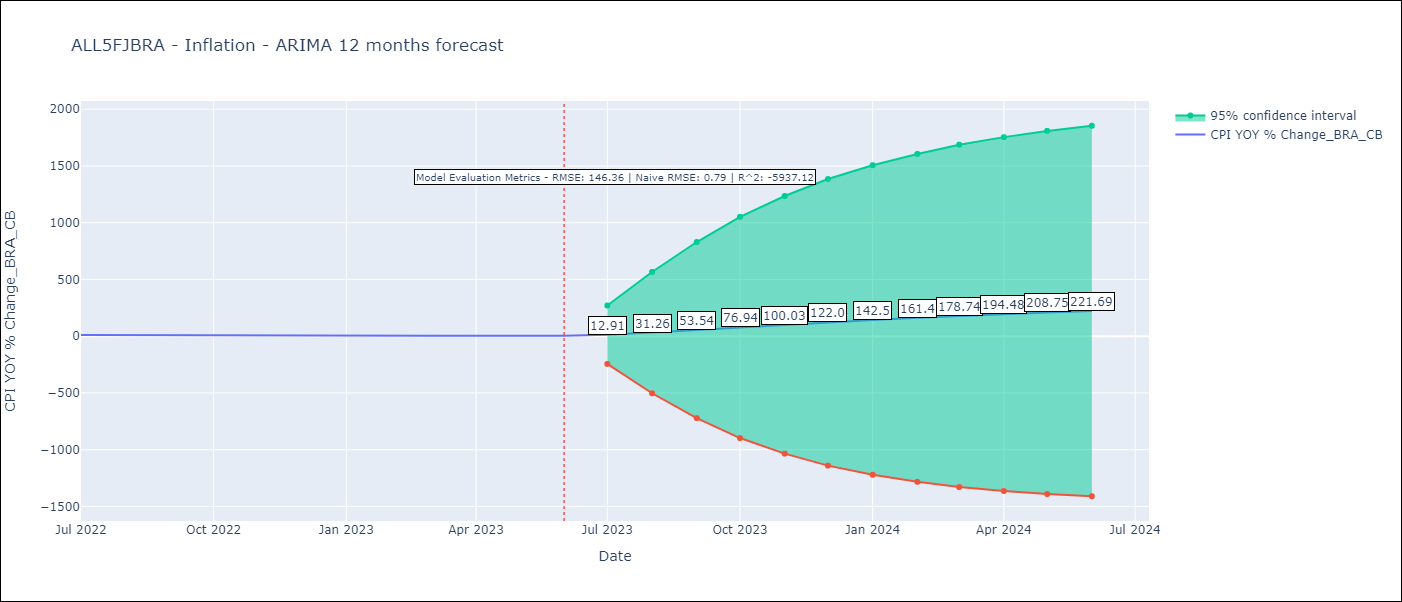 ALL5FJBRA - Inflation - ARIMA 12 months forecast
95% confidence interval
CPI YOY % Change_BRA_CB
Model Evaluation Metrics - RMSE: 146.36 | Naive RMSE: 0.79 | R^2: -5937.12
CPI YOY % Change_BRA_CB
2000
1500
1000
500
0
−500
−1000
−1500
12.91 31.26 53.54 76.94 100.03 122.0 142.5 161.4 178.74 194.48 208.75 221.69
Jul 2022 Oct 2022 Jan 2023 Apr 2023 Jul 2023 Oct 2023 Jan 2024 Apr 2024 Jul 2024
Date